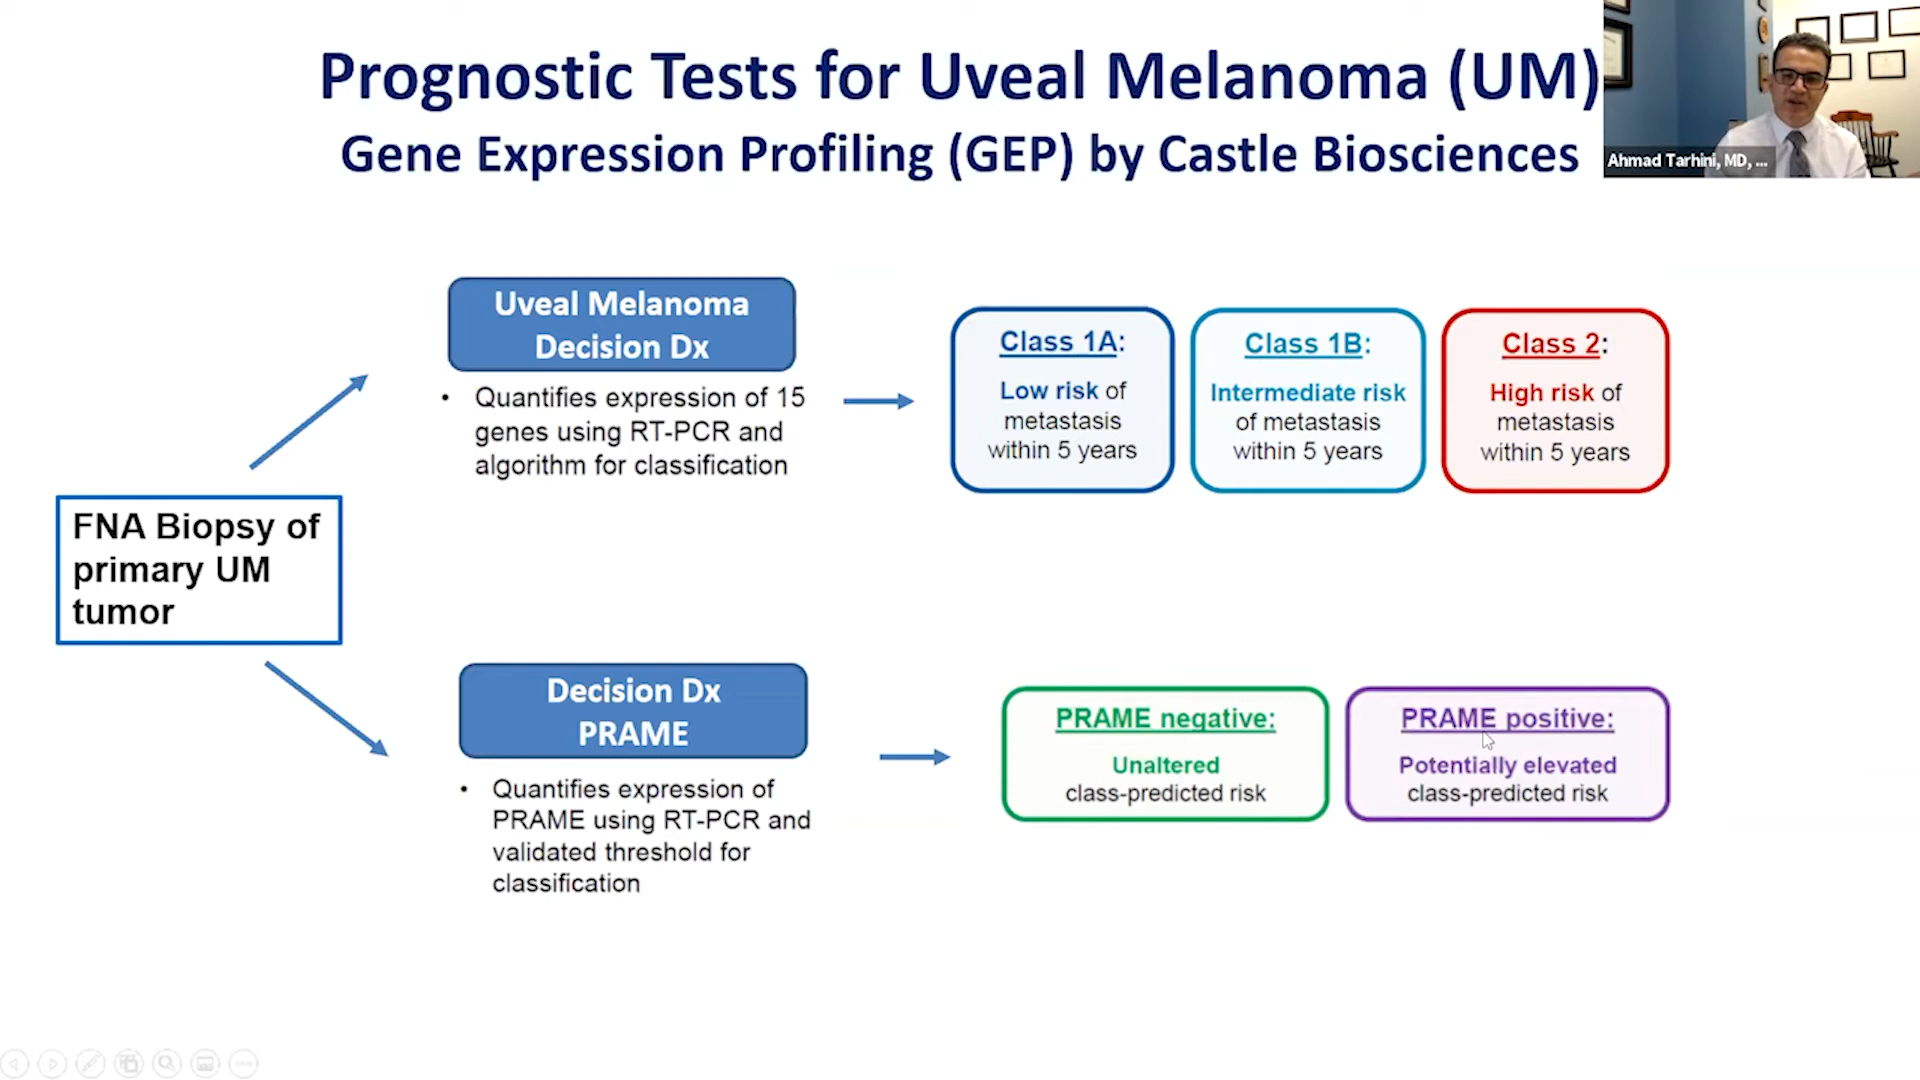 Prognostic Tests for Uveal Melanoma (UM)
Gene Expression Profiling (GEP) by Castle Biosciences
Ahmad Tarhini, MD, ...
Uveal Melanoma
Decision Dx
• Quantifies expression of 15
genes using RT-PCR and
algorithm for classification
Class 1A:
Low risk of
metastasis
within 5 years
Class 1B:
Intermediate risk
of metastasis
within 5 years
Class 2:
High risk of
metastasis
within 5 years
FNA Biopsy of
primary UM
tumor
Decision Dx
PRAME
• Quantifies expression of
PRAME using RT-PCR and
validated threshold for
classification
PRAME negative:
Unaltered
class-predicted risk
PRAME positive:
Potentially elevated
class-predicted risk